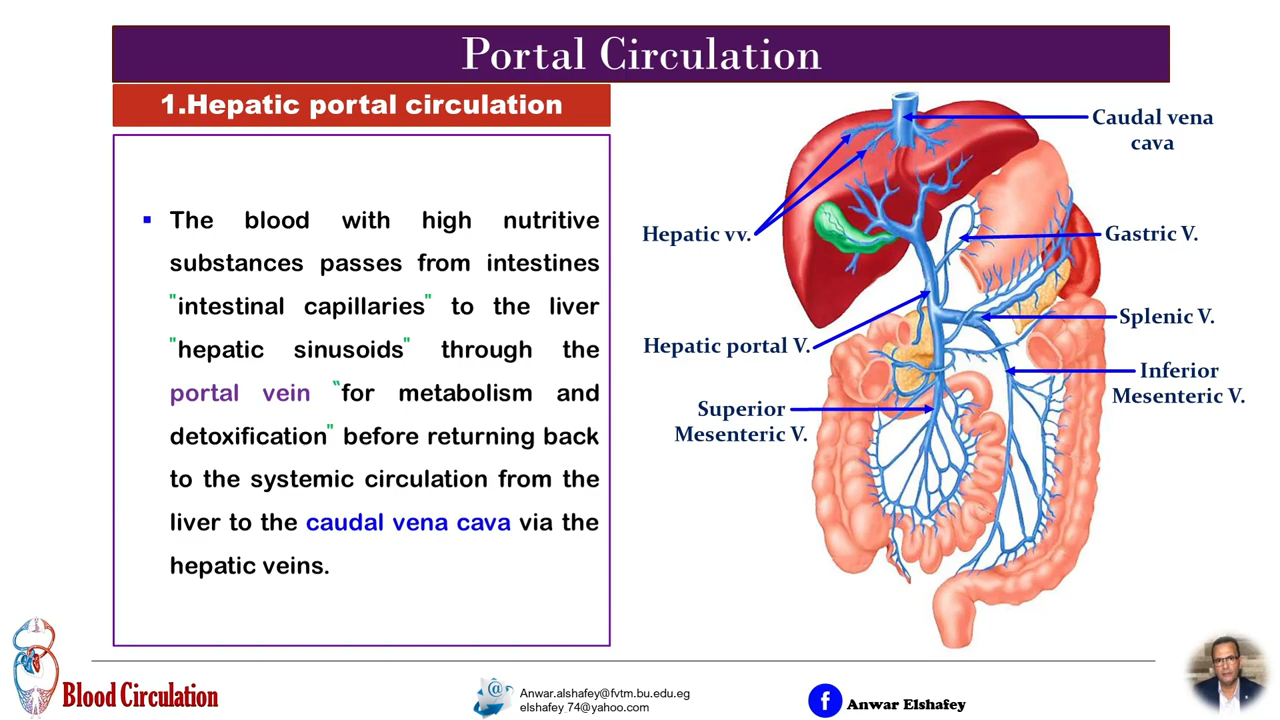 Portal Circulation
1.Hepatic portal circulation
▪ The blood with high nutritive
substances passes from intestines
"intestinal capillaries" to the liver
"hepatic sinusoids" through the
portal vein "for metabolism and
detoxification" before returning back
to the systemic circulation from the
liver to the caudal vena cava via the
hepatic veins.
Caudal vena
cava
Hepatic vv.
Gastric V.
Splenic V.
Hepatic portal V.
Inferior
Mesenteric V.
Superior
Mesenteric V.
Blood Circulation
Anwar.alshafey@fvtm.bu.edu.eg
elshafey 74@yahoo.com
f Anwar Elshafey